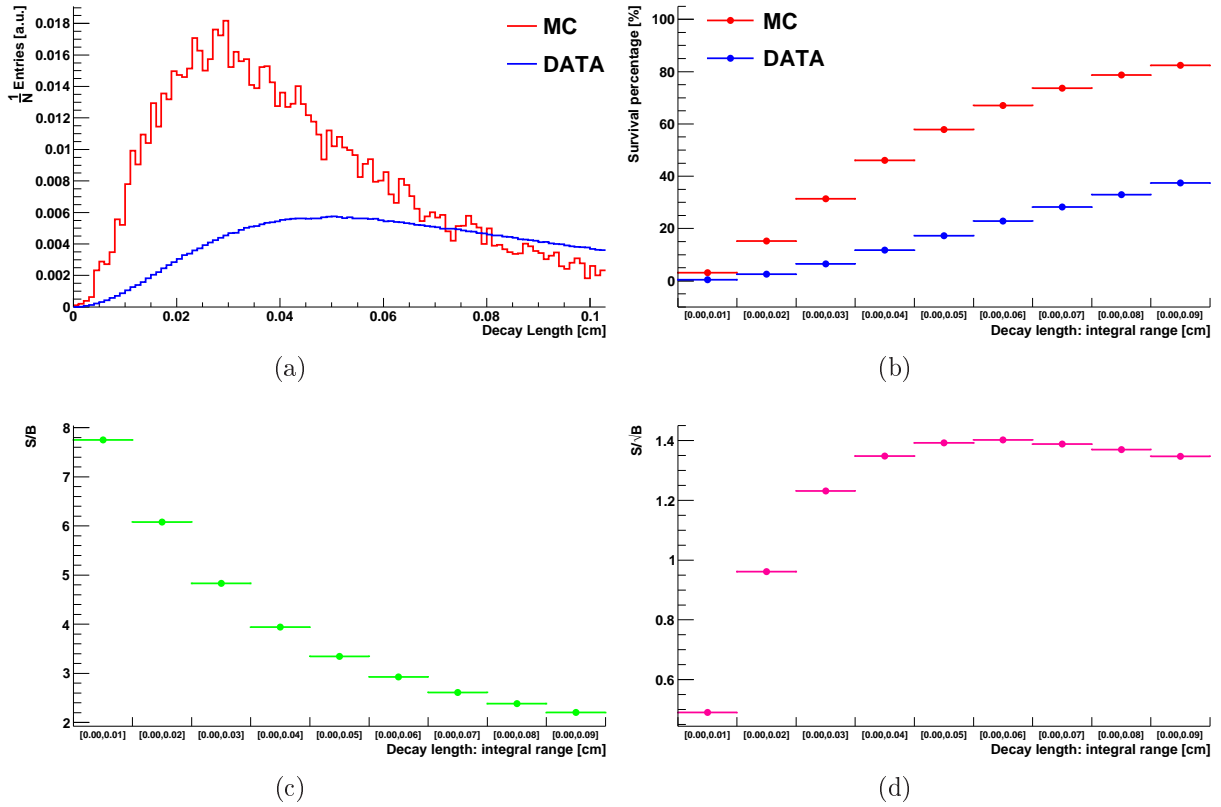 1/N Entries [a.u.]
0.018
0.016
0.014
0.012
0.01
0.008
0.006
0.004
0.002
0
MC
DATA
0 0.02 0.04 0.06 0.08 0.1
Decay Length [cm]
(a)
Survival percentage [%]
100
80
60
40
20
0
MC
DATA
[0.00,0.01] [0.00,0.02] [0.00,0.03] [0.00,0.04] [0.00,0.05] [0.00,0.06] [0.00,0.07] [0.00,0.08] [0.00,0.09]
Decay length: integral range [cm]
(b)
S/B
8
7
6
5
4
3
2
[0.00,0.01] [0.00,0.02] [0.00,0.03] [0.00,0.04] [0.00,0.05] [0.00,0.06] [0.00,0.07] [0.00,0.08] [0.00,0.09]
Decay length: integral range [cm]
(c)
S/√B
1.4
1.2
1
0.8
0.6
[0.00,0.01] [0.00,0.02] [0.00,0.03] [0.00,0.04] [0.00,0.05] [0.00,0.06] [0.00,0.07] [0.00,0.08] [0.00,0.09]
Decay length: integral range [cm]
(d)